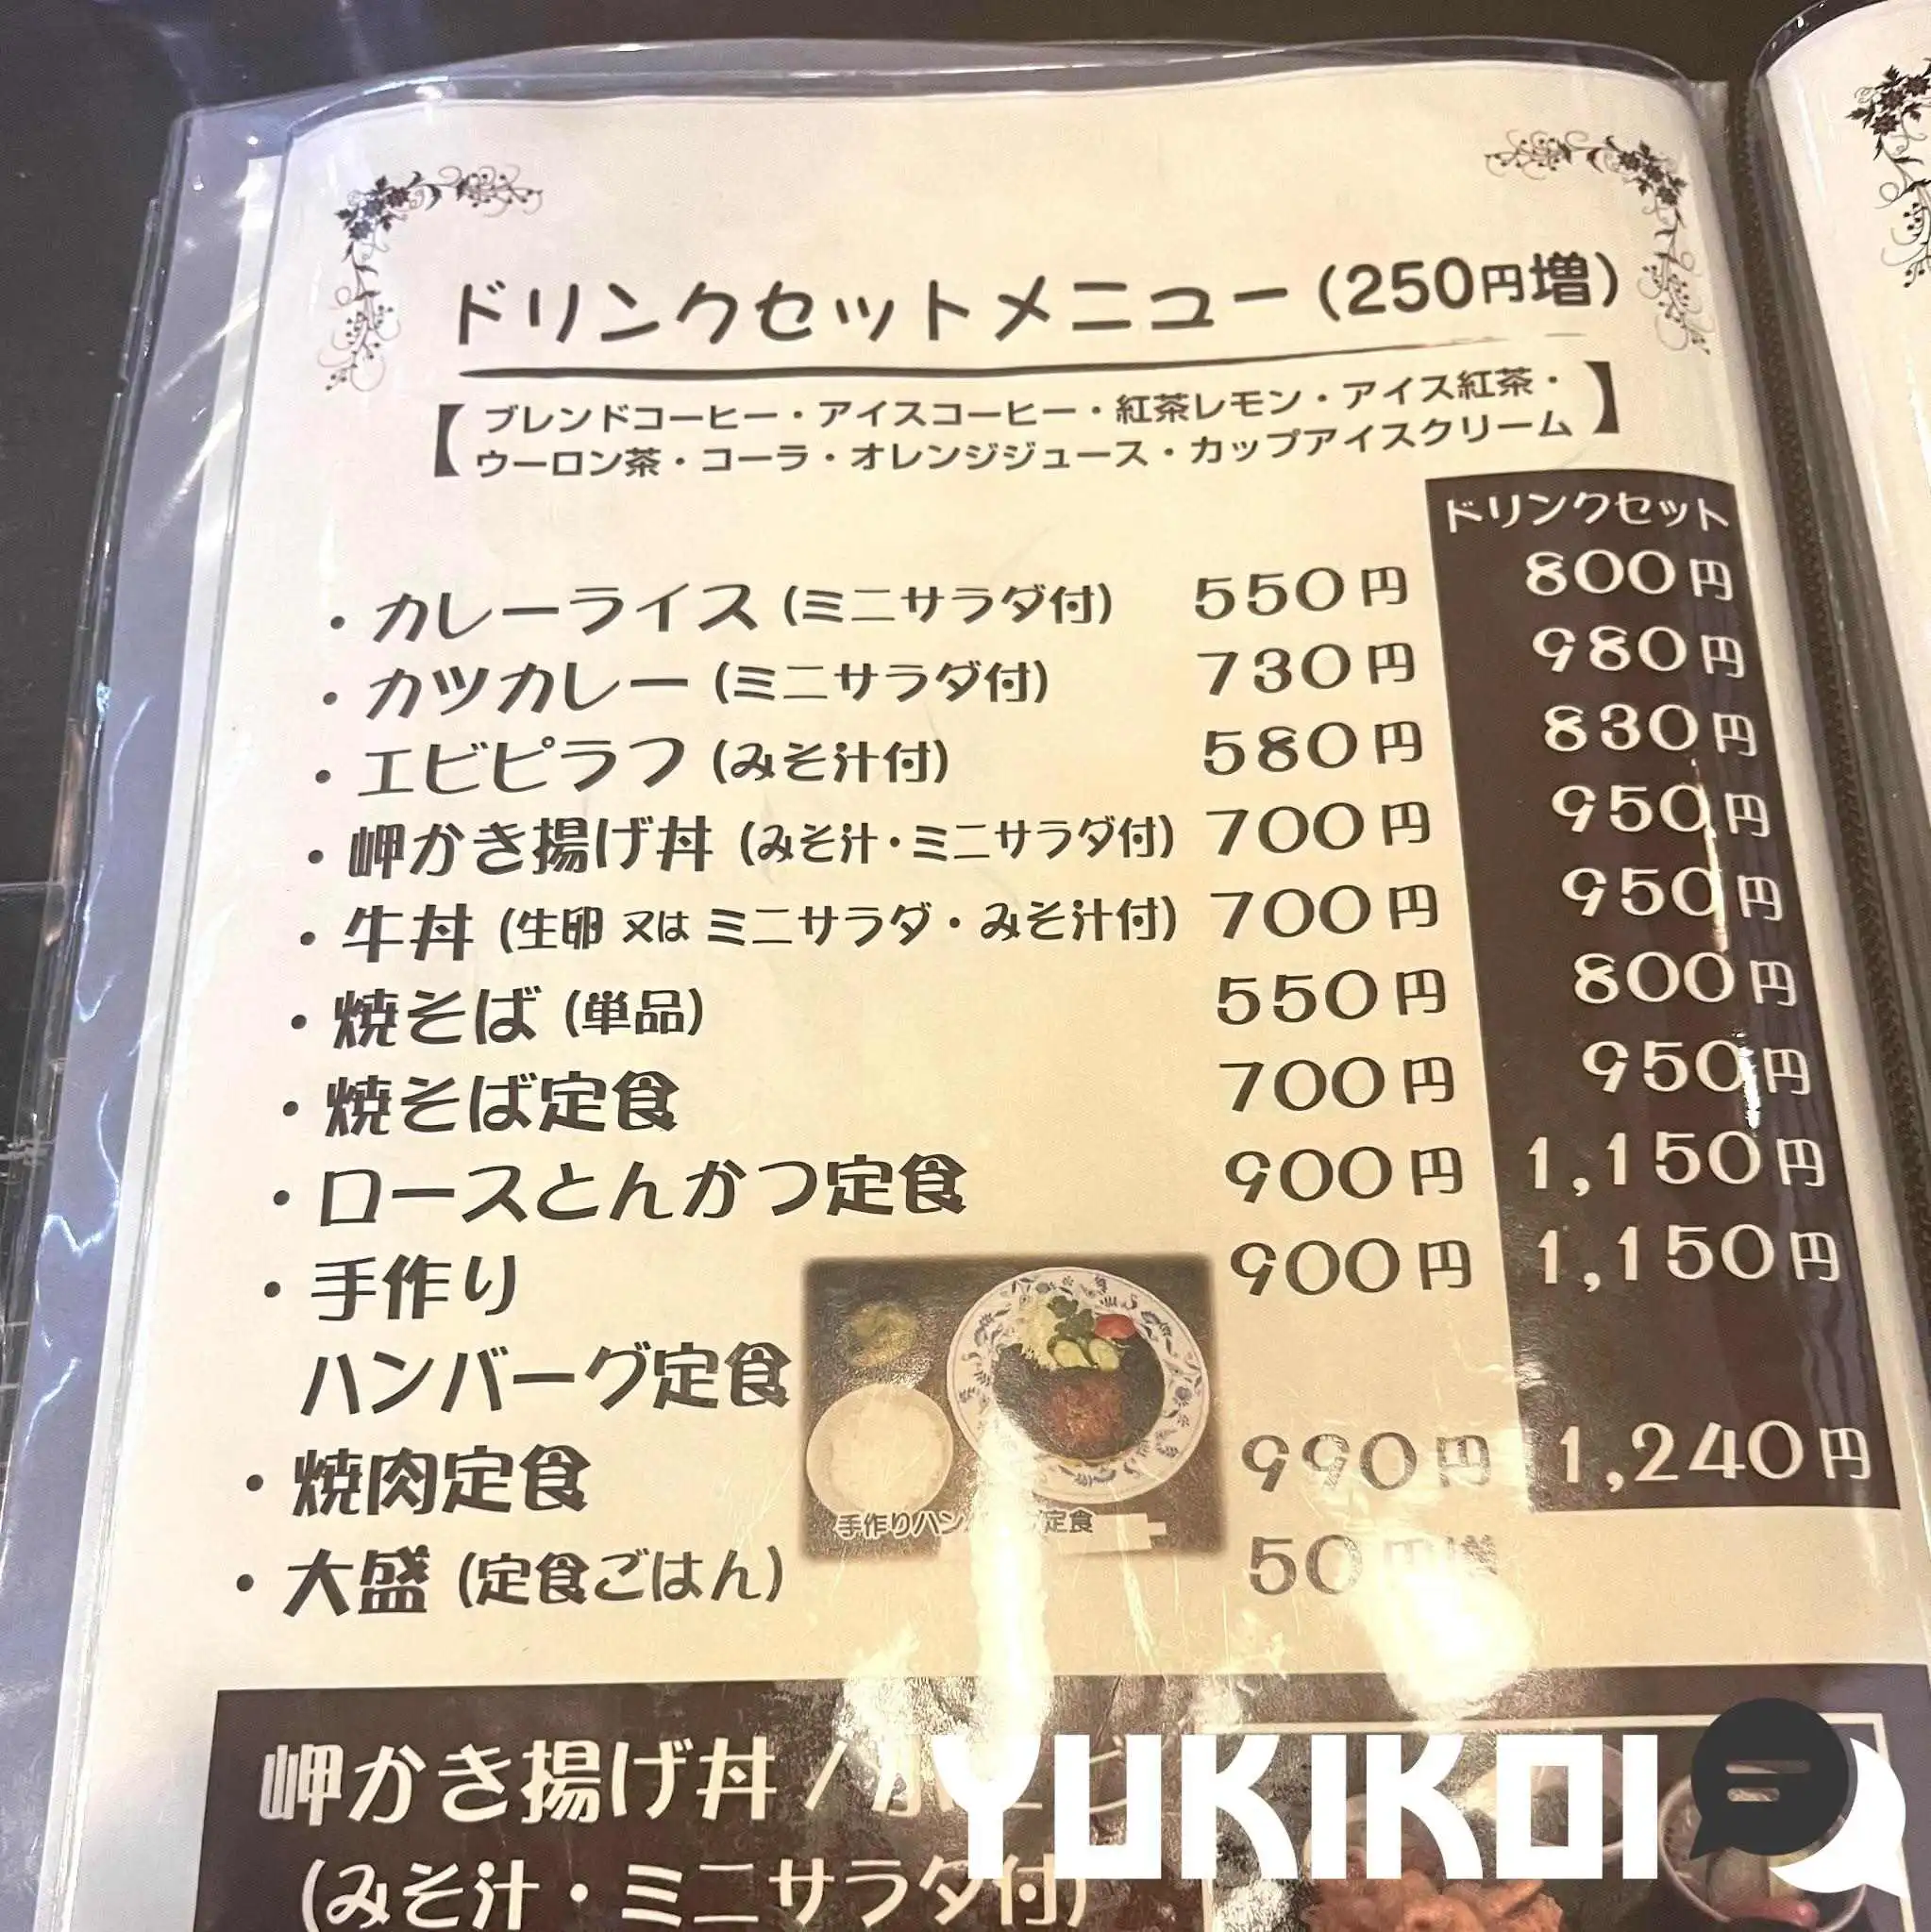 ドリンクセットメニュー(250円増)
【ブレンドコーヒー・アイスコーヒー・紅茶レモン・アイス紅茶・
ウーロン茶・コーラ・オレンジジュース・カップアイスクリーム】
ドリンクセット
・カレーライス (ミニサラダ付) 550円 800円
・カツカレー (ミニサラダ付) 730円 980円
・エビピラフ (みそ汁付) 580円 830円
・岬かき揚げ丼 (みそ汁・ミニサラダ付) 700円 950円
・牛丼 (生卵 又は ミニサラダ・みそ汁付) 700円 950円
・焼そば (単品) 550円 800円
・焼そば定食 700円 950円
・ロースとんかつ定食 900円 1,150円
・手作り 900円 1,150円
ハンバーグ定食
・焼肉定食 990円 1,240円
手作りハンバーグ定食
・大盛 (定食ごはん) 50円増
岬かき揚げ丼 /
(みそ汁・ミニサラダ付)
YUKIKOI